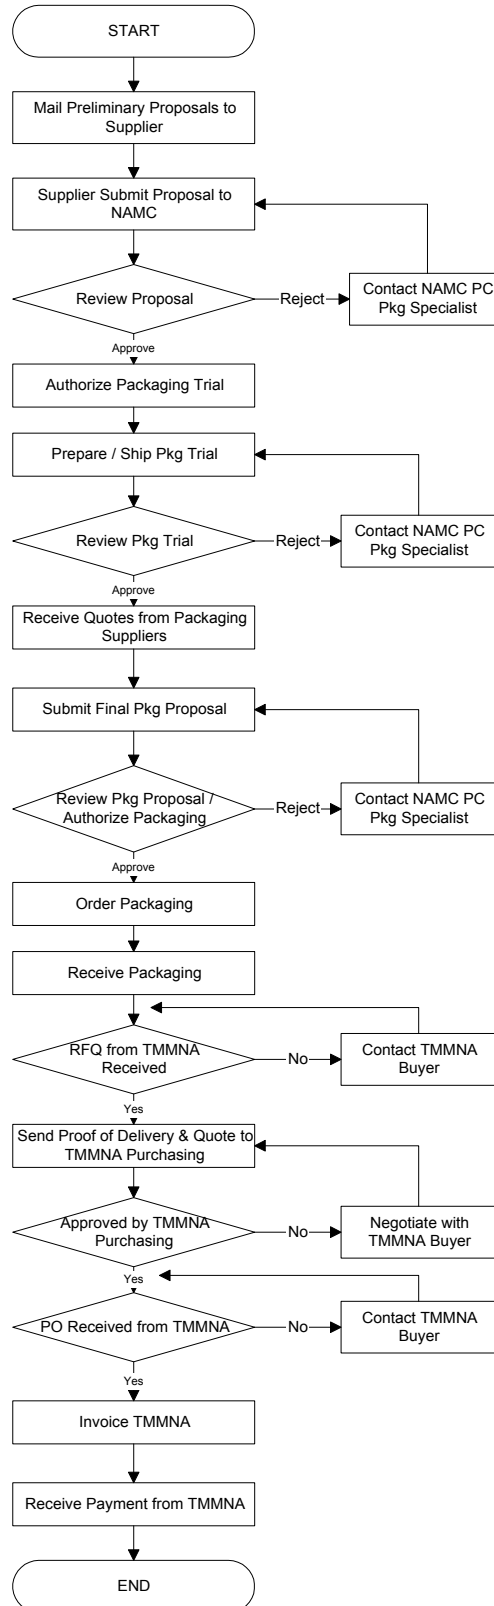 START
Mail Preliminary Proposals to
Supplier
Supplier Submit Proposal to
NAMC
Review Proposal
Reject
Contact NAMC PC
Pkg Specialist
Approve
Authorize Packaging Trial
Prepare / Ship Pkg Trial
Review Pkg Trial
Reject
Contact NAMC PC
Pkg Specialist
Approve
Receive Quotes from Packaging
Suppliers
Submit Final Pkg Proposal
Review Pkg Proposal /
Authorize Packaging
Reject
Contact NAMC PC
Pkg Specialist
Approve
Order Packaging
Receive Packaging
RFQ from TMMNA
Received
No
Contact TMMNA
Buyer
Yes
Send Proof of Delivery & Quote to
TMMNA Purchasing
Approved by TMMNA
Purchasing
No
Negotiate with
TMMNA Buyer
Yes
PO Received from TMMNA
No
Contact TMMNA
Buyer
Yes
Invoice TMMNA
Receive Payment from TMMNA
END